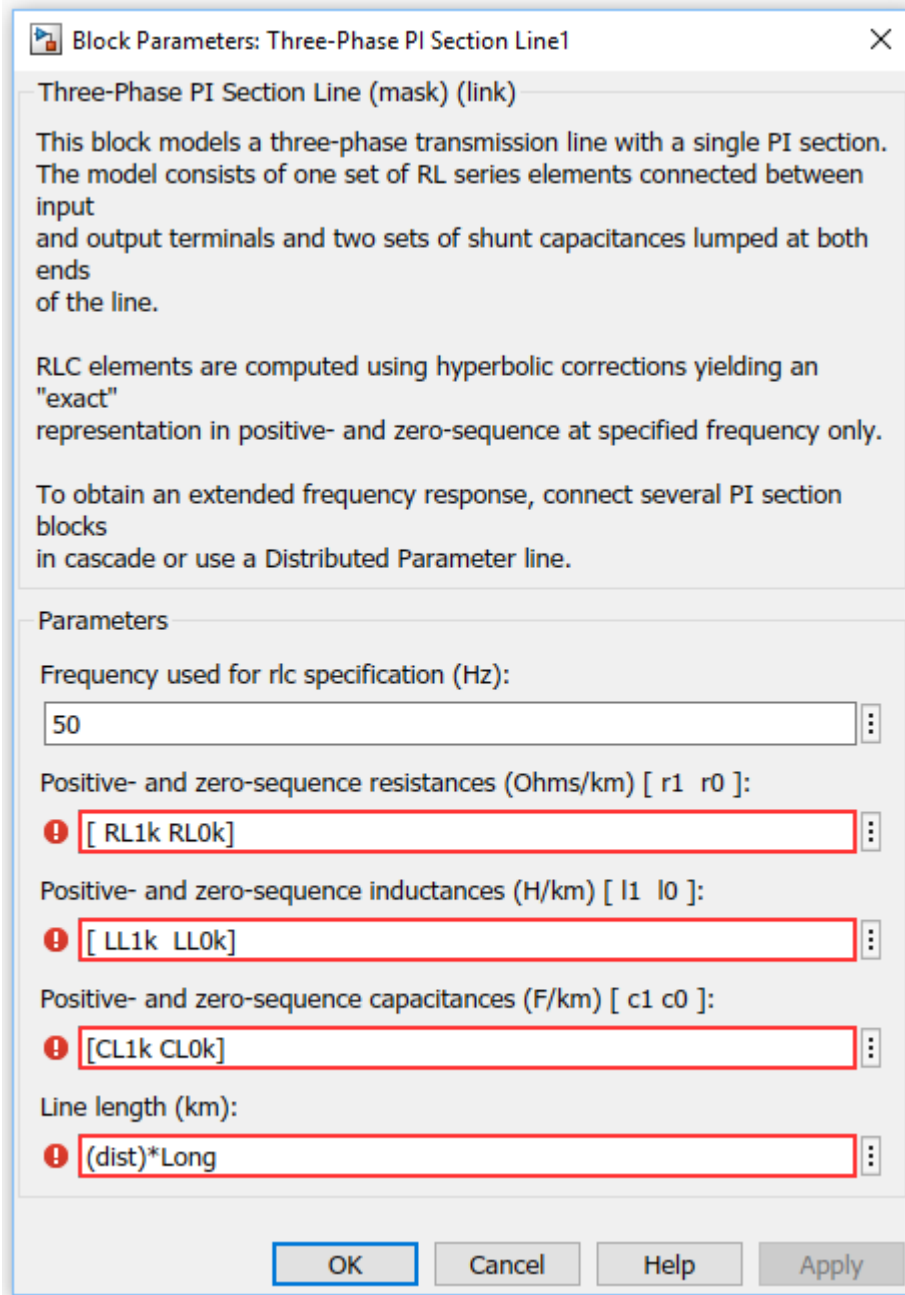 Block Parameters: Three-Phase PI Section Line1
Three-Phase PI Section Line (mask) (link)
This block models a three-phase transmission line with a single PI section.
The model consists of one set of RL series elements connected between
input
and output terminals and two sets of shunt capacitances lumped at both
ends
of the line.
RLC elements are computed using hyperbolic corrections yielding an
"exact"
representation in positive- and zero-sequence at specified frequency only.
To obtain an extended frequency response, connect several PI section
blocks
in cascade or use a Distributed Parameter line.
Parameters
Frequency used for rlc specification (Hz):
50
Positive- and zero-sequence resistances (Ohms/km) [ r1  r0 ]:
[ RL1k RL0k]
Positive- and zero-sequence inductances (H/km) [ l1  l0 ]:
[ LL1k  LL0k]
Positive- and zero-sequence capacitances (F/km) [ c1 c0 ]:
[CL1k CL0k]
Line length (km):
(dist)*Long
OK Cancel Help Apply